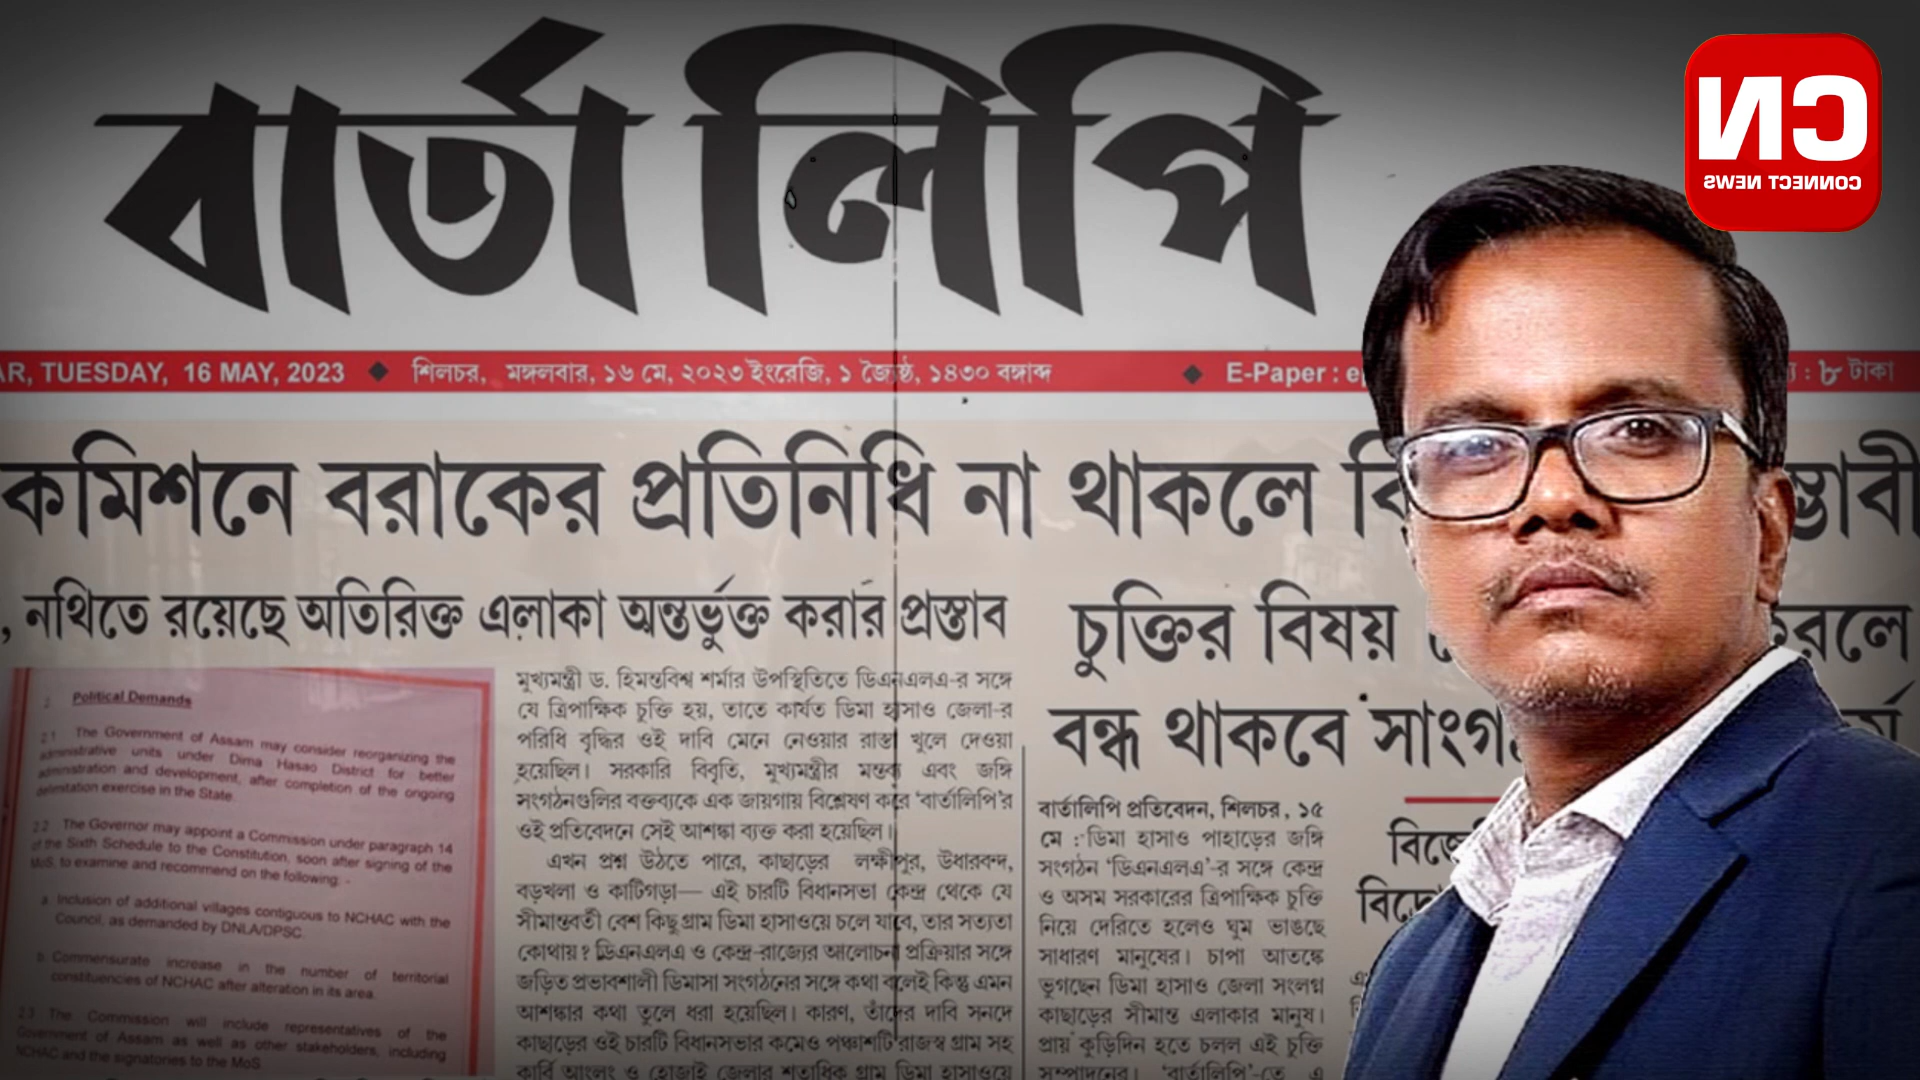 বার্তালিপি
CN
CONNECT NEWS
AR, TUESDAY, 16 MAY, 2023 ◆ শিলচর, মঙ্গলবার, ১৬ মে, ২০২৩ ইংরেজি, ১ জ্যৈষ্ঠ, ১৪৩০ বঙ্গাব্দ ◆ E-Paper : : ৮ টাকা
কমিশনে বরাকের প্রতিনিধি না থাকলে
, নথিতে রয়েছে অতিরিক্ত এলাকা অন্তর্ভুক্ত করার প্রস্তাব
2. Political Demands
2.1 The Government of Assam may consider reorganizing the
administrative units under Dima Hasao District for better
administration and development, after completion of the ongoing
delimitation exercise in the State.
2.2 The Governor may appoint a Commission under paragraph 14
of the Sixth Schedule to the Constitution, soon after signing of the
MoS, to examine and recommend on the following: -
a. Inclusion of additional villages contiguous to NCHAC with the
Council, as demanded by DNLA/DPSC.
b. Commensurate increase in the number of territorial
constituencies of NCHAC after alteration in its area.
2.3 The Commission will include representatives of the
Government of Assam as well as other stakeholders, including
NCHAC and the signatories to the MoS.
মুখ্যমন্ত্রী ড. হিমন্তবিশ্ব শর্মার উপস্থিতিতে ডিএনএলএ-র সঙ্গে
যে ত্রিপাক্ষিক চুক্তি হয়, তাতে কার্যত ডিমা হাসাও জেলা-র
পরিধি বৃদ্ধির ওই দাবি মেনে নেওয়ার রাস্তা খুলে দেওয়া
হয়েছিল। সরকারি বিবৃতি, মুখ্যমন্ত্রীর মন্তব্য এবং জঙ্গি
সংগঠনগুলির বক্তব্যকে এক জায়গায় বিশ্লেষণ করে 'বার্তালিপি'র
ওই প্রতিবেদনে সেই আশঙ্কা ব্যক্ত করা হয়েছিল।
এখন প্রশ্ন উঠতে পারে, কাছাড়ের লক্ষীপুর, উধারবন্দ,
বড়খলা ও কাটিগড়া— এই চারটি বিধানসভা কেন্দ্র থেকে যে
সীমান্তবর্তী বেশ কিছু গ্রাম ডিমা হাসাওয়ে চলে যাবে, তার সত্যতা
কোথায়? ডিএনএলএ ও কেন্দ্র-রাজ্যের আলোচনা প্রক্রিয়ার সঙ্গে
জড়িত প্রভাবশালী ডিমাসা সংগঠনের সঙ্গে কথা বলেই কিন্তু এমন
আশঙ্কার কথা তুলে ধরা হয়েছিল। কারণ, তাঁদের দাবি সনদে
কাছাড়ের ওই চারটি বিধানসভার কমেও পঞ্চাশটি রাজস্ব গ্রাম সহ
কার্বি আংলং ও হোজাই জেলার শতাধিক গ্রাম ডিমা হাসাওয়ে
চুক্তির বিষয় করলে
বন্ধ থাকবে
বার্তালিপি প্রতিবেদন, শিলচর, ১৫
মে : ডিমা হাসাও পাহাড়ের জঙ্গি
সংগঠন 'ডিএনএলএ'-র সঙ্গে কেন্দ্র
ও অসম সরকারের ত্রিপাক্ষিক চুক্তি
নিয়ে দেরিতে হলেও ঘুম ভাঙছে
সাধারণ মানুষের। চাপা আতঙ্কে
ভুগছেন ডিমা হাসাও জেলা সংলগ্ন
কাছাড়ের সীমান্ত এলাকার মানুষ।
প্রায় কুড়িদিন হতে চলল এই চুক্তি
সম্পাদনের। 'বার্তালিপি'-তে এ